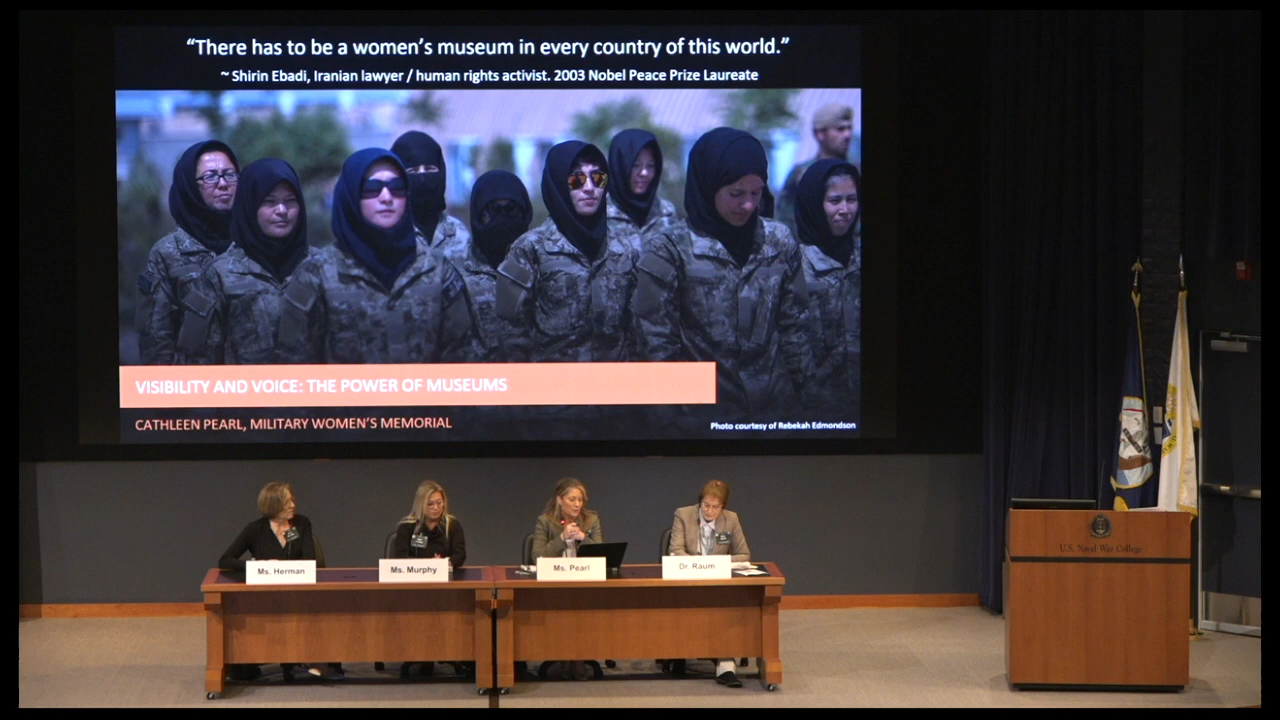 “There has to be a women’s museum in every country of this world.”
~ Shirin Ebadi, Iranian lawyer / human rights activist. 2003 Nobel Peace Prize Laureate
VISIBILITY AND VOICE: THE POWER OF MUSEUMS
CATHLEEN PEARL, MILITARY WOMEN’S MEMORIAL
Photo courtesy of Rebekah Edmondson
Ms. Herman
Ms. Murphy
Ms. Pearl
Dr. Raum
U.S. Naval War College